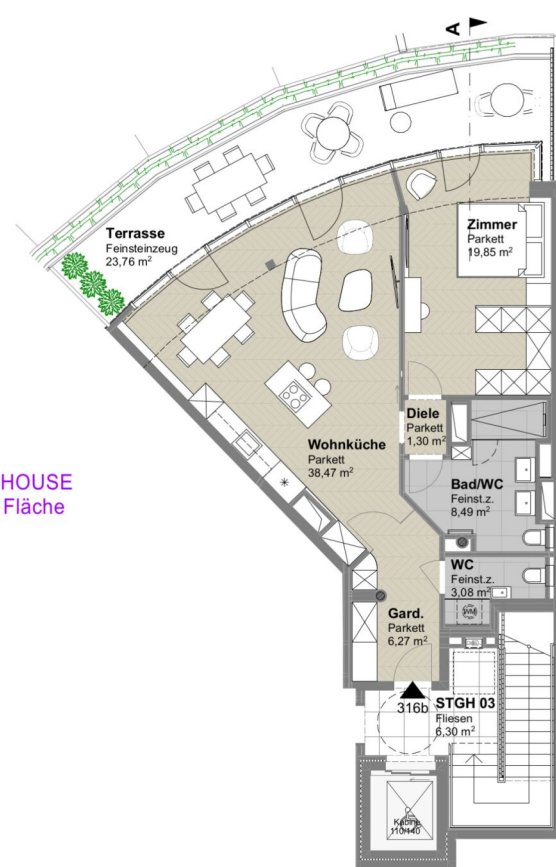 A
Terrasse
Feinsteinzeug
23,76 m²
Zimmer
Parkett
19,85 m²
Diele
Parkett
1,30 m²
Wohnküche
Parkett
38,47 m²
HOUSE
Fläche
Bad/WC
Feinst.z.
8,49 m²
WC
Feinst.z.
3,08 m²
WM
Gard.
Parkett
6,27 m²
316b
STGH 03
Fliesen
6,30 m²
Kabine
110/140